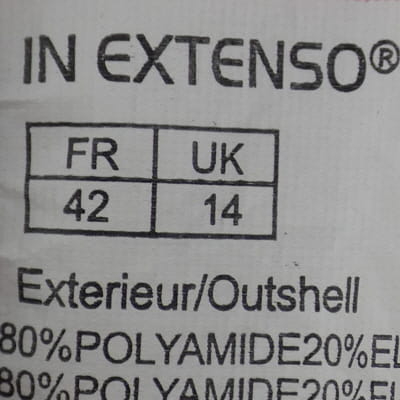 IN EXTENSO®
FR UK
42 14
Exterieur/Outshell
80%POLYAMIDE20%EL
80%POLYAMIDE20%EL